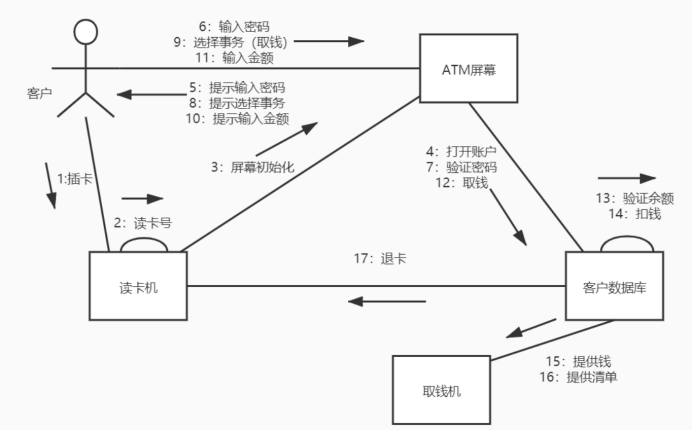 6：输入密码
9：选择事务（取钱）
11：输入金额
ATM屏幕
客户
5：提示输入密码
8：提示选择事务
10：提示输入金额
3：屏幕初始化
4：打开账户
7：验证密码
12：取钱
1:插卡
13：验证余额
14：扣钱
2：读卡号
17：退卡
读卡机
客户数据库
15：提供钱
16：提供清单
取钱机